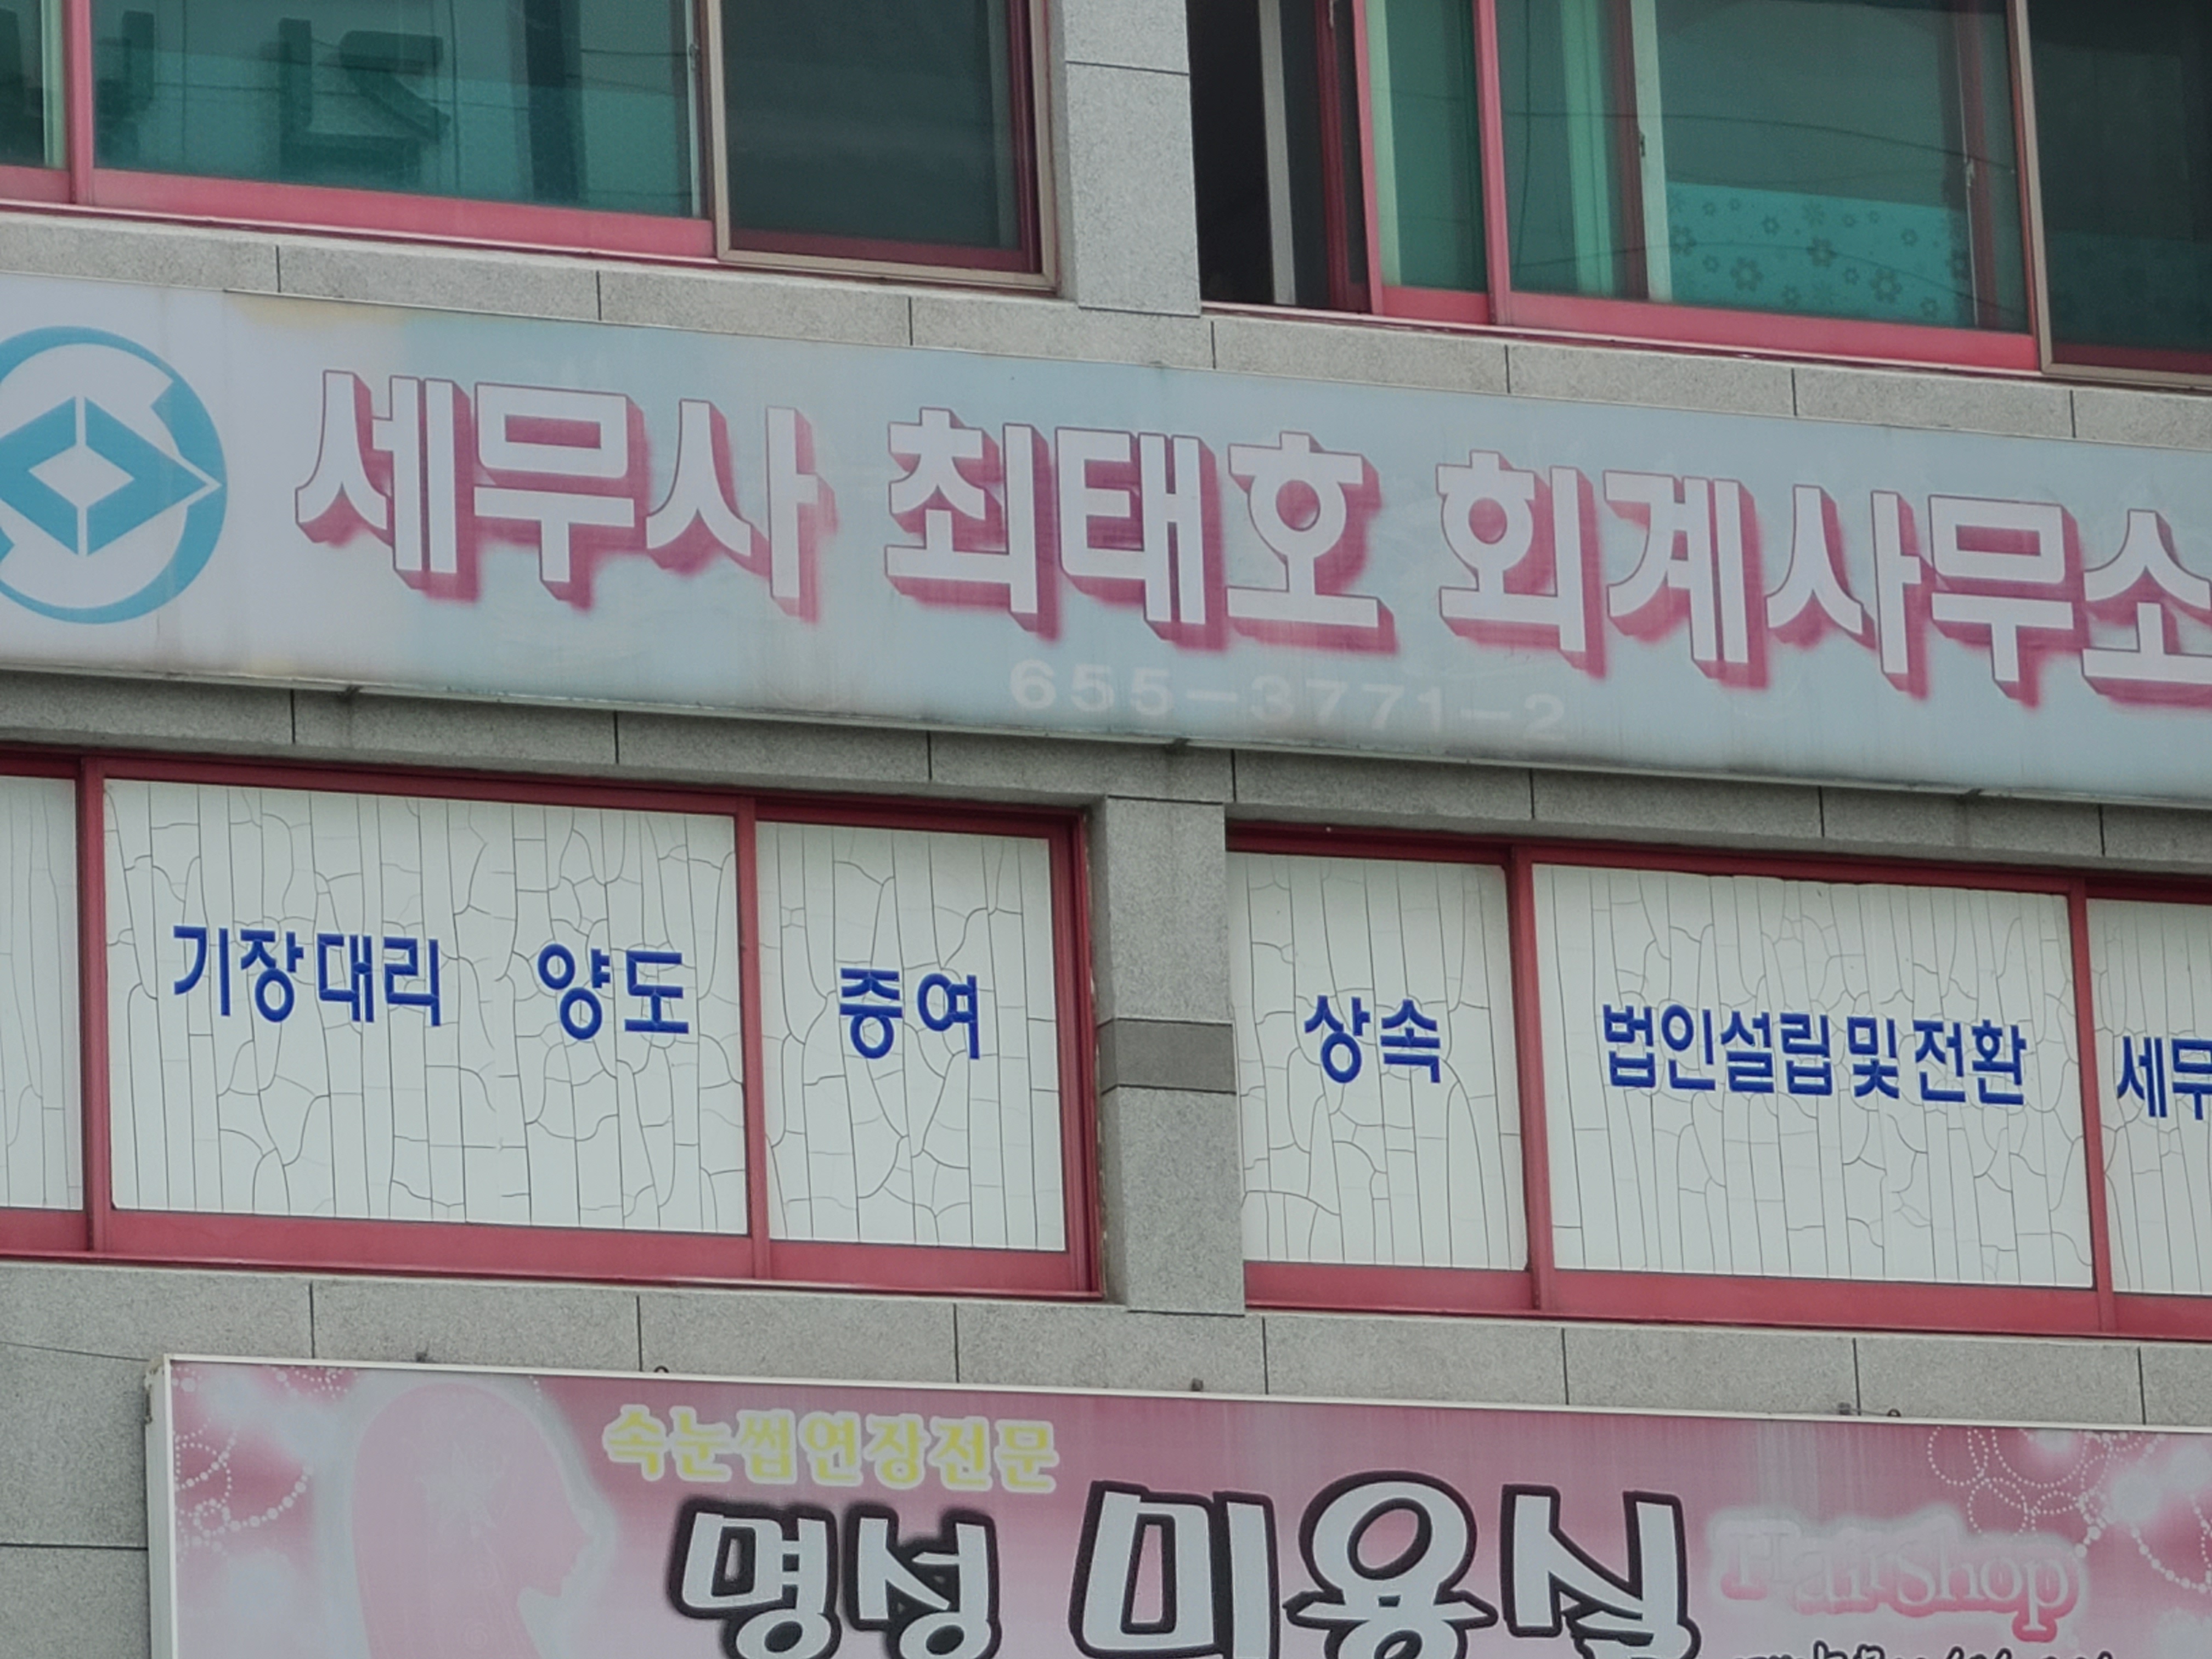 세무사 최태호 회계사무소
655-3771-2
기장대리 양도 증여 상속 법인설립및전환 세무
속눈썹연장전문
명성 미용실 Hair shop